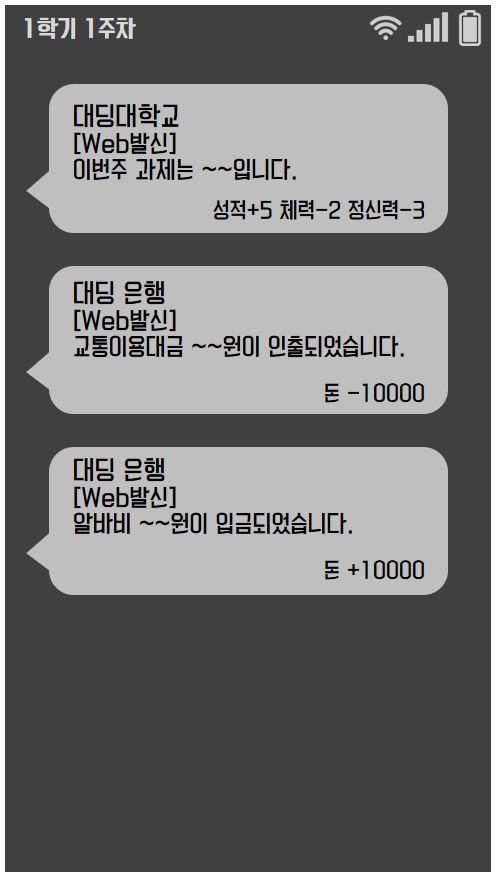 1학기 1주차
대딩대학교
[Web발신]
이번주 과제는 ~~입니다.
성적+5 체력-2 정신력-3
대딩 은행
[Web발신]
교통이용대금 ~~원이 인출되었습니다.
돈 -10000
대딩 은행
[Web발신]
알바비 ~~원이 입금되었습니다.
돈 +10000